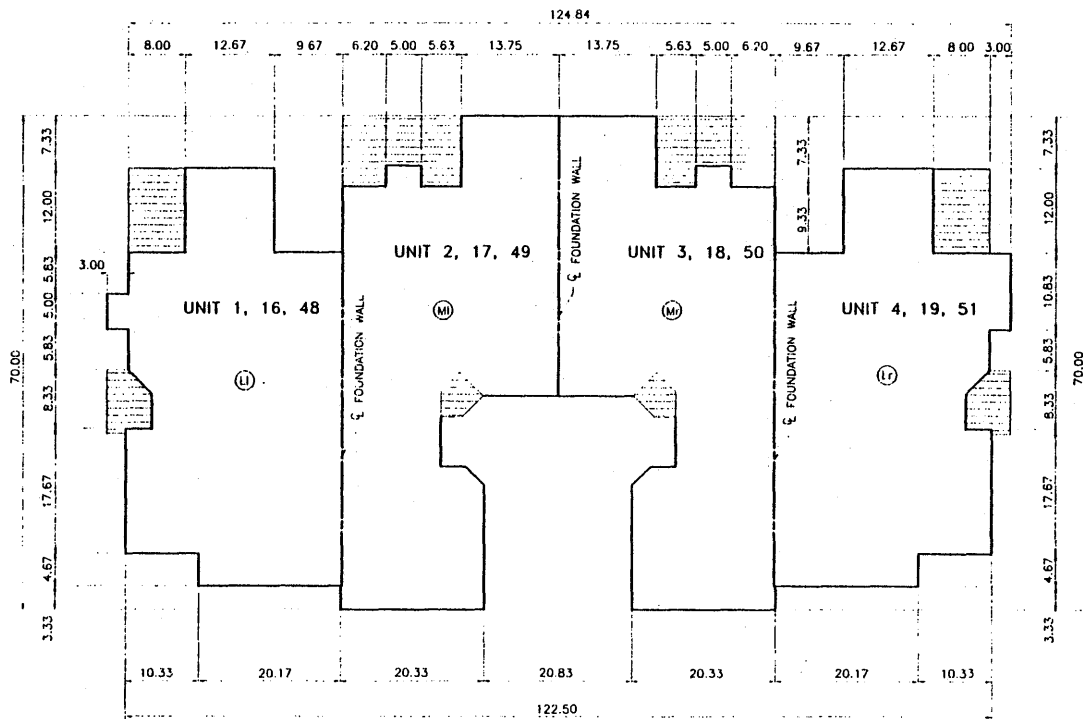 124.84
8.00 12.67 9.67 6.20 5.00 5.63 13.75 13.75 5.63 5.00 6.20 9.67 12.67 8.00 3.00
7.33
12.00
5.83
5.00
5.83
8.33
17.67
4.67
3.33
70.00
3.00
UNIT 1, 16, 48
Ll
℄ FOUNDATION WALL
UNIT 2, 17, 49
Ml
℄ FOUNDATION WALL
UNIT 3, 18, 50
Mr
℄ FOUNDATION WALL
7.33
9.33
UNIT 4, 19, 51
Lr
7.33
12.00
10.83
5.83
8.33
17.67
4.67
3.33
70.00
10.33 20.17 20.33 20.83 20.33 20.17 10.33
122.50